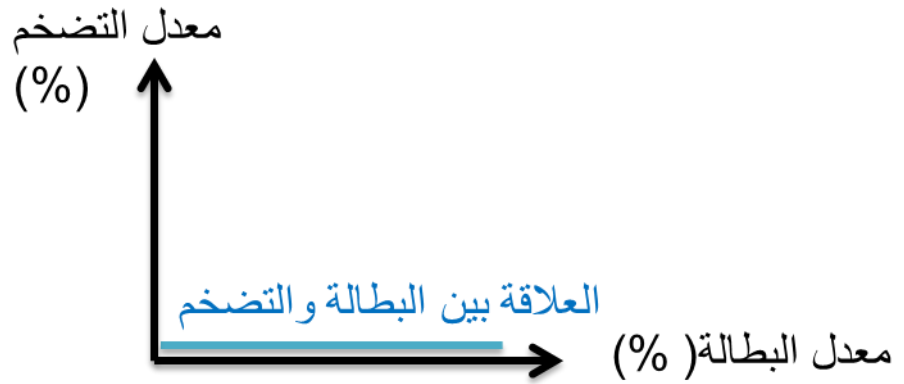 معدل التضخم
(%)
العلاقة بين البطالة والتضخم
معدل البطالة( %)